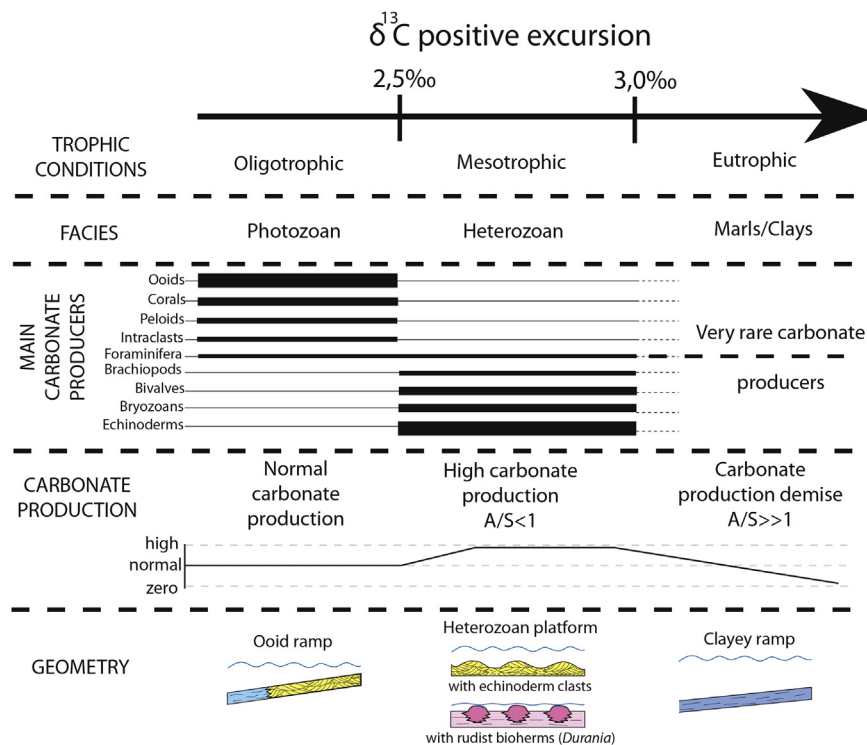 δ13C positive excursion
2,5‰
3,0‰
TROPHIC
CONDITIONS
Oligotrophic
Mesotrophic
Eutrophic
FACIES
Photozoan
Heterozoan
Marls/Clays
MAIN
CARBONATE
PRODUCERS
Ooids
Corals
Peloids
Intraclasts
Foraminifera
Brachiopods
Bivalves
Bryozoans
Echinoderms
Very rare carbonate
producers
CARBONATE
PRODUCTION
Normal
carbonate
production
High carbonate
production
A/S<1
Carbonate
production demise
A/S>>1
high
normal
zero
GEOMETRY
Ooid ramp
Heterozoan platform
with echinoderm clasts
with rudist bioherms (Durania)
Clayey ramp